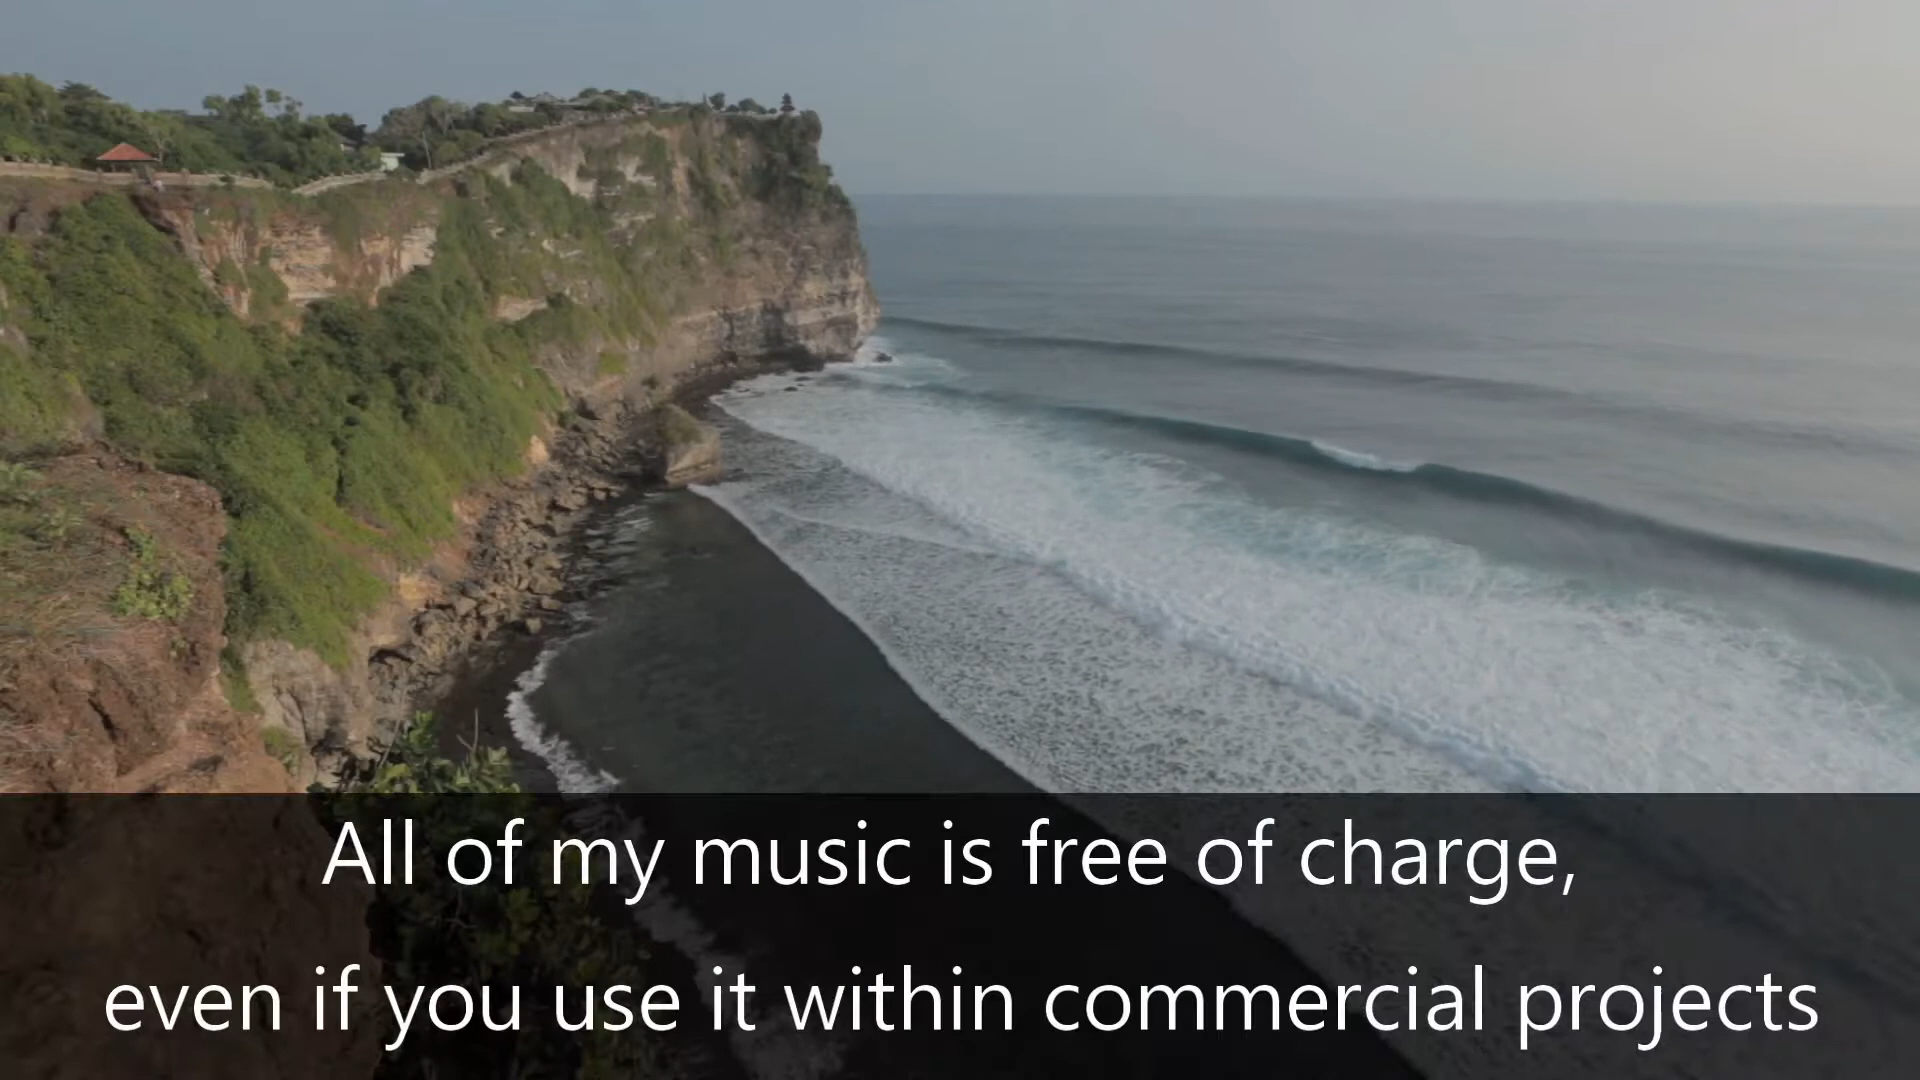 All of my music is free of charge,
even if you use it within commercial projects